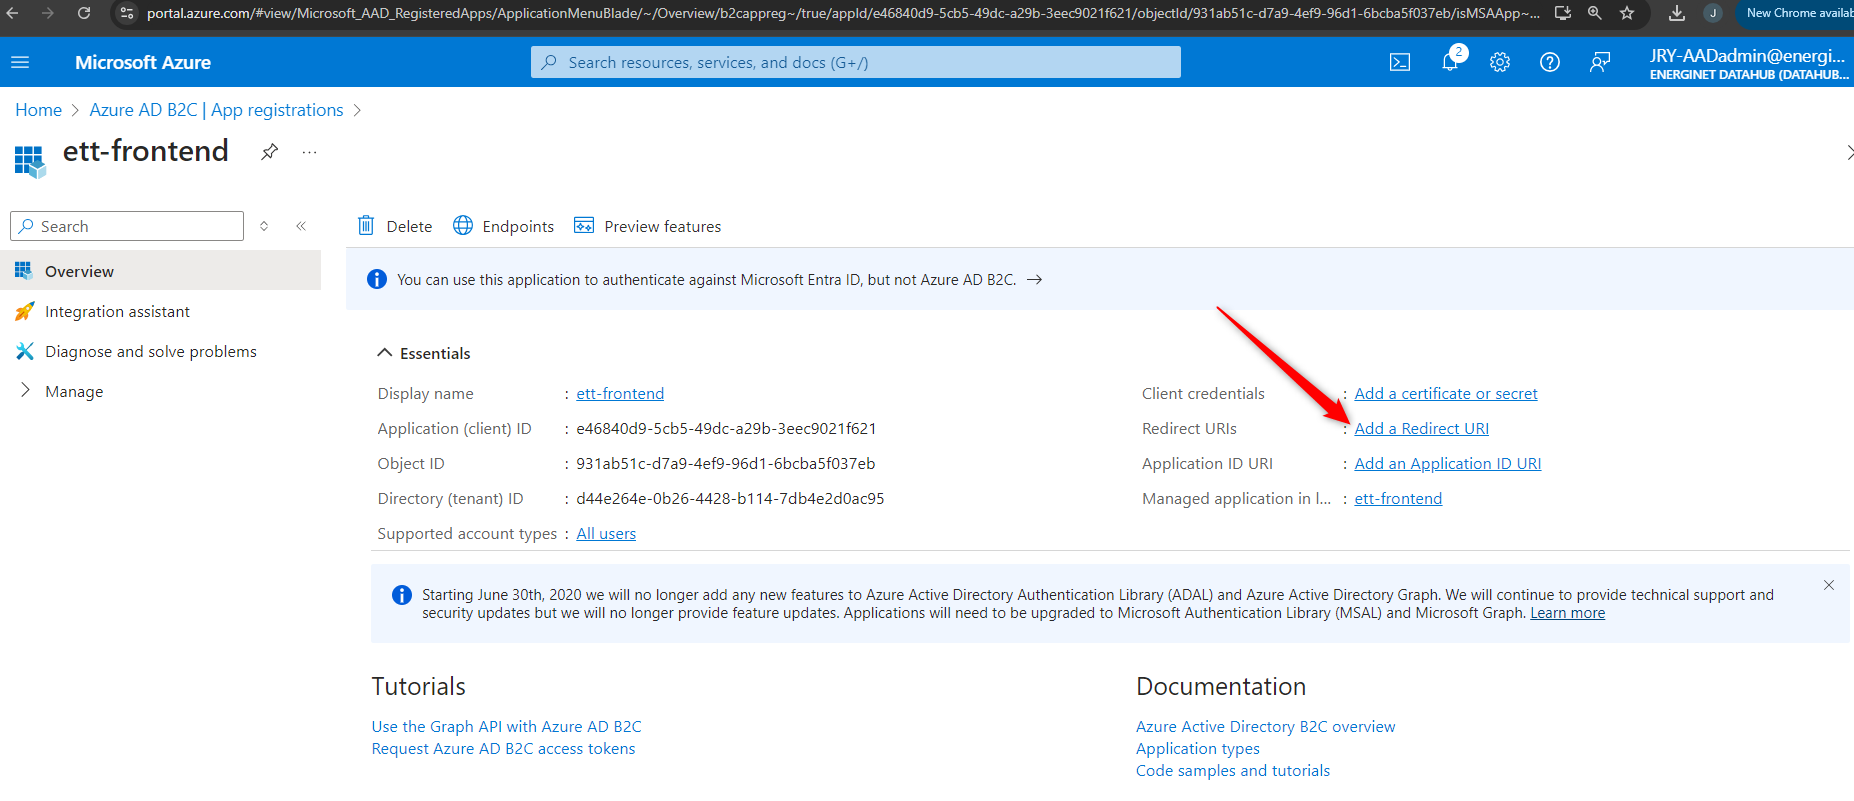 portal.azure.com/#view/Microsoft_AAD_RegisteredApps/ApplicationMenuBlade/~/Overview/b2cappreg~/true/appId/e46840d9-5cb5-49dc-a29b-3eec9021f621/objectId/931ab51c-d7a9-4ef9-96d1-6bcba5f037eb/isMSAApp~... J New Chrome availab
Microsoft Azure
Search resources, services, and docs (G+/)
2
JRY-AADadmin@energi...
ENERGINET DATAHUB (DATAHUB...
Home > Azure AD B2C | App registrations >
ett-frontend ...
Search «
Delete Endpoints Preview features
Overview
Integration assistant
Diagnose and solve problems
Manage
You can use this application to authenticate against Microsoft Entra ID, but not Azure AD B2C. →
Essentials
Display name : ett-frontend
Application (client) ID : e46840d9-5cb5-49dc-a29b-3eec9021f621
Object ID : 931ab51c-d7a9-4ef9-96d1-6bcba5f037eb
Directory (tenant) ID : d44e264e-0b26-4428-b114-7db4e2d0ac95
Supported account types : All users
Client credentials : Add a certificate or secret
Redirect URIs : Add a Redirect URI
Application ID URI : Add an Application ID URI
Managed application in l... : ett-frontend
Starting June 30th, 2020 we will no longer add any new features to Azure Active Directory Authentication Library (ADAL) and Azure Active Directory Graph. We will continue to provide technical support and
security updates but we will no longer provide feature updates. Applications will need to be upgraded to Microsoft Authentication Library (MSAL) and Microsoft Graph. Learn more
Tutorials
Use the Graph API with Azure AD B2C
Request Azure AD B2C access tokens
Documentation
Azure Active Directory B2C overview
Application types
Code samples and tutorials